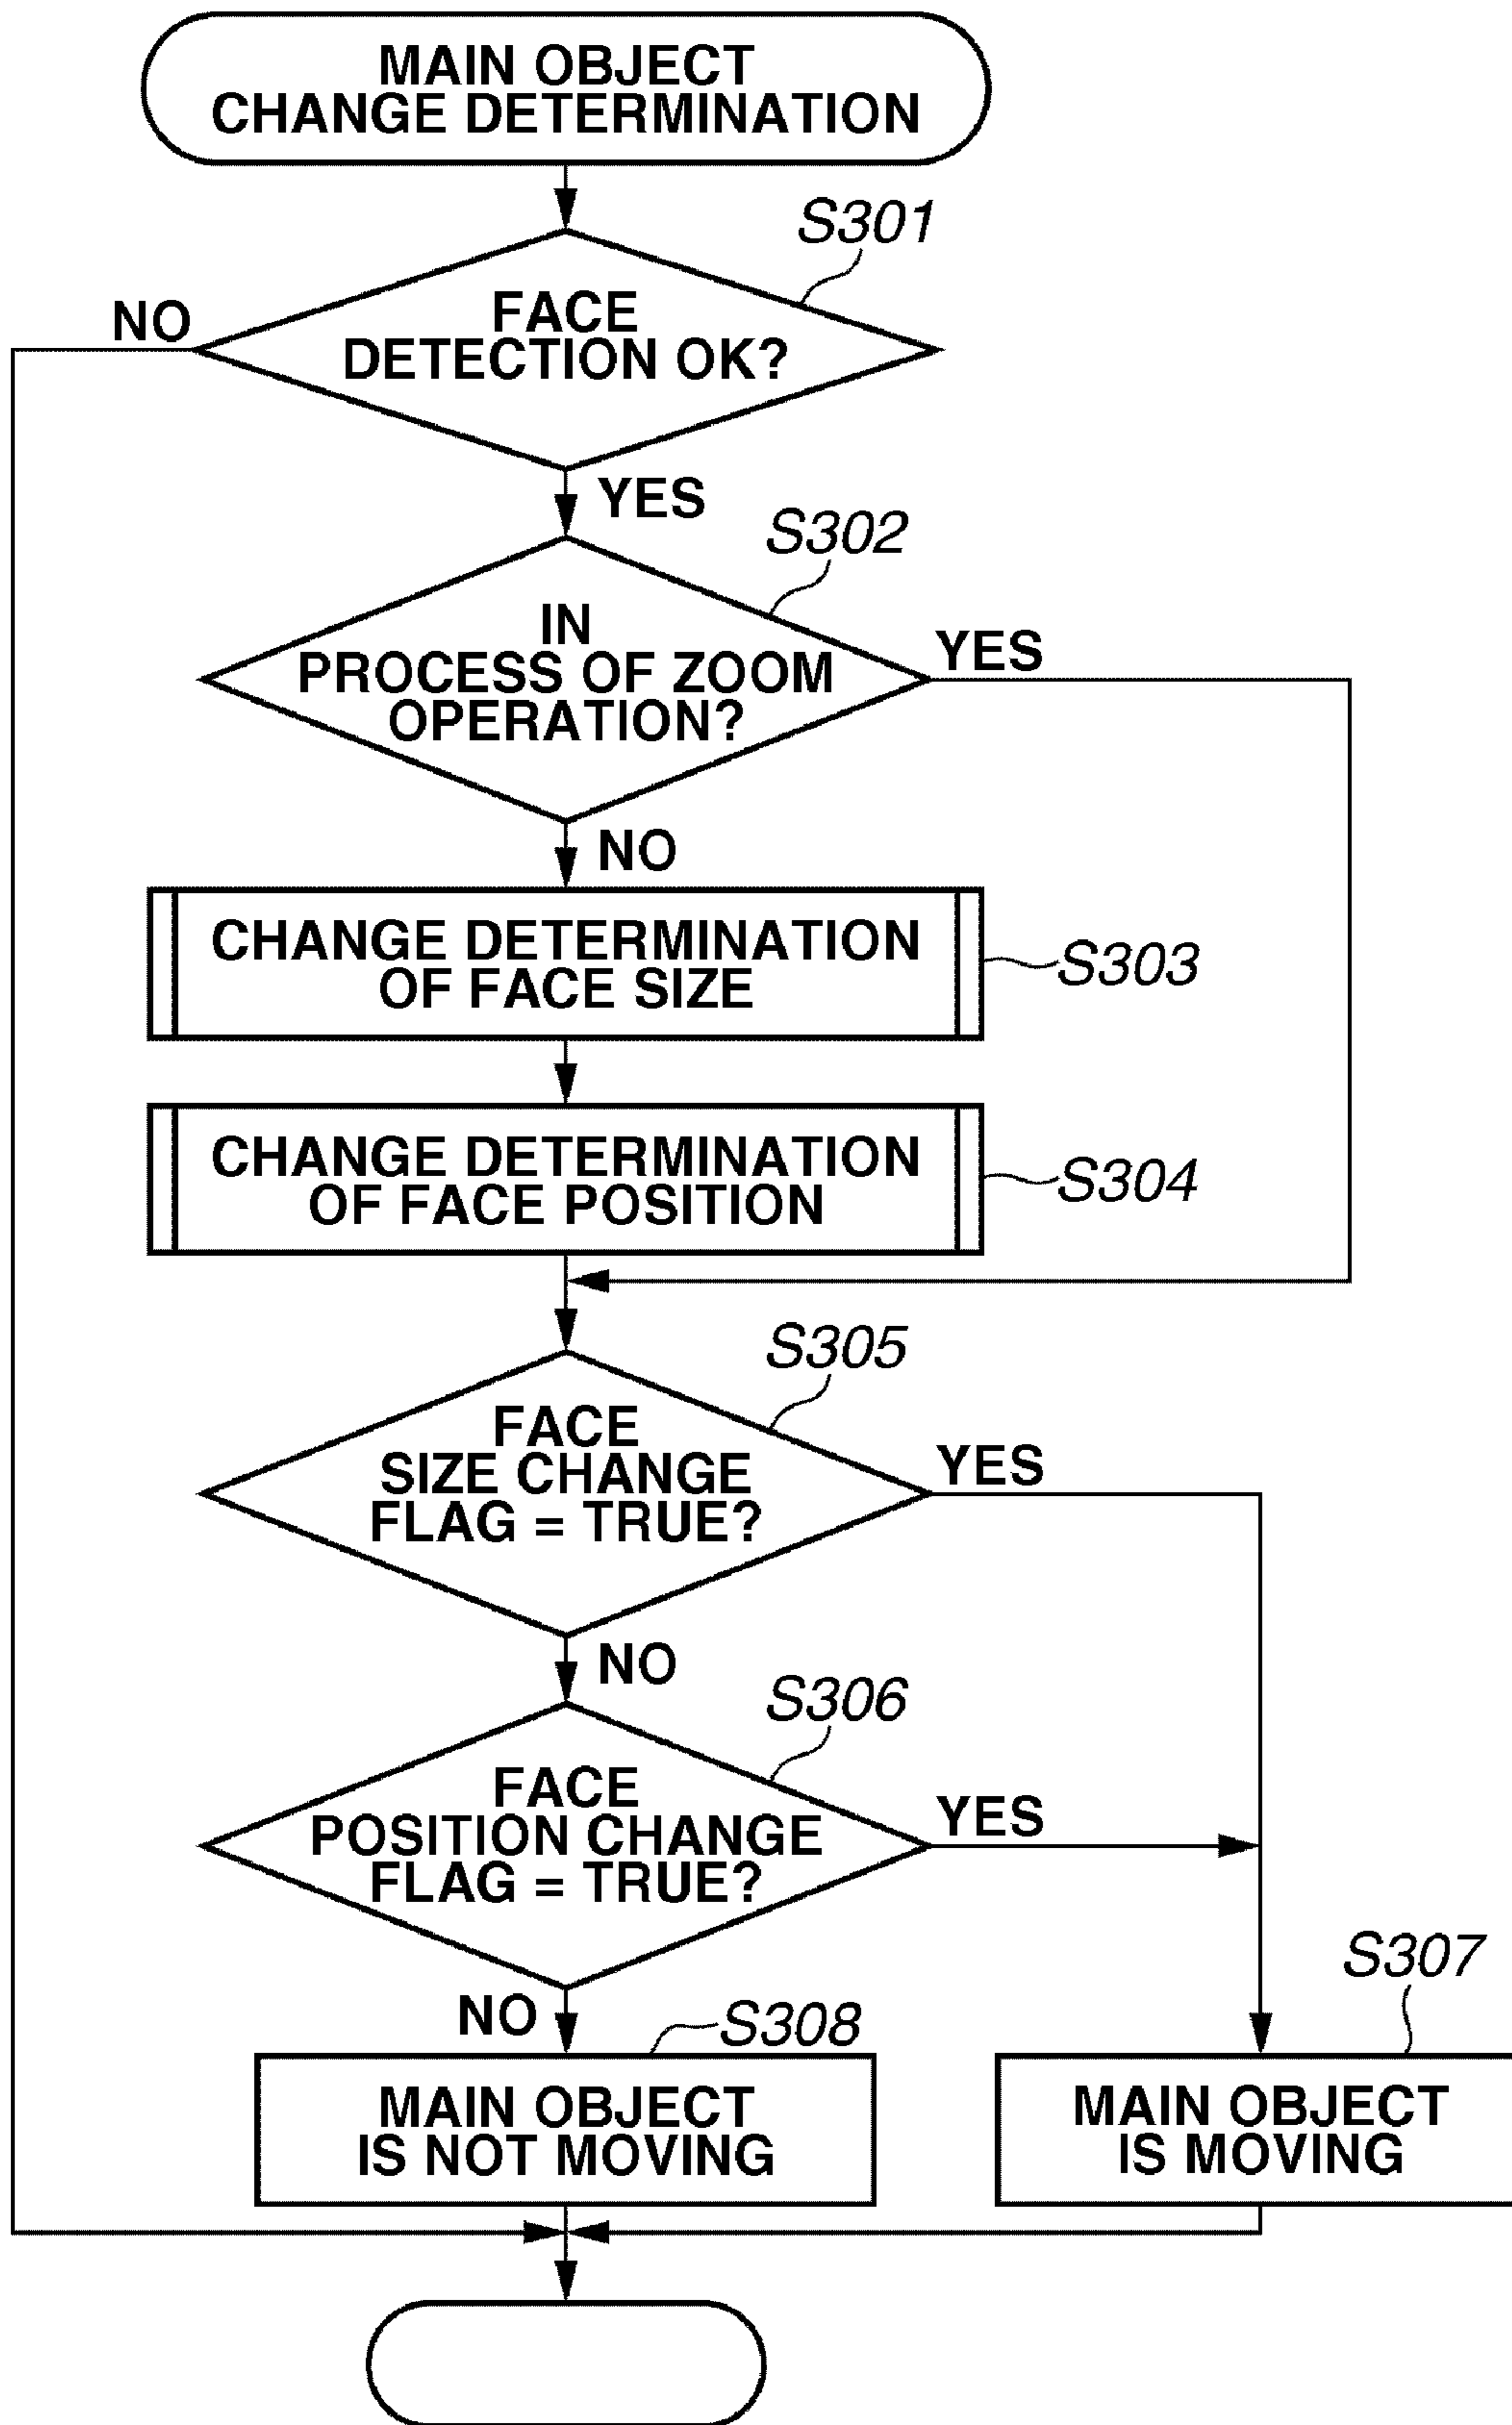 MAIN OBJECT
CHANGE DETERMINATION
S301
FACE
DETECTION OK?
NO
YES
S302
IN
PROCESS OF ZOOM
OPERATION?
YES
NO
CHANGE DETERMINATION
OF FACE SIZE
S303
CHANGE DETERMINATION
OF FACE POSITION
S304
S305
FACE
SIZE CHANGE
FLAG = TRUE?
YES
NO
S306
FACE
POSITION CHANGE
FLAG = TRUE?
YES
NO
S308
S307
MAIN OBJECT
IS NOT MOVING
MAIN OBJECT
IS MOVING